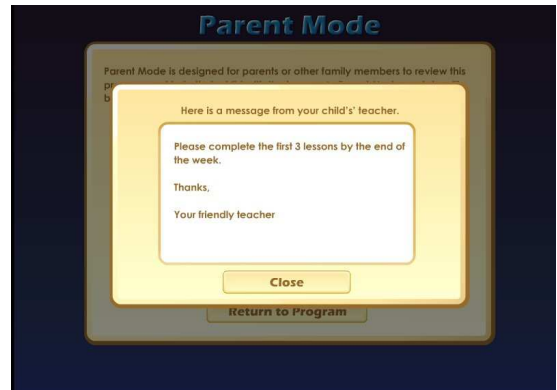 Parent Mode
Parent Mode is designed for parents or other family members to review this
Here is a message from your child's' teacher.
Please complete the first 3 lessons by the end of
the week.
Thanks,
Your friendly teacher
Close
Return to Program